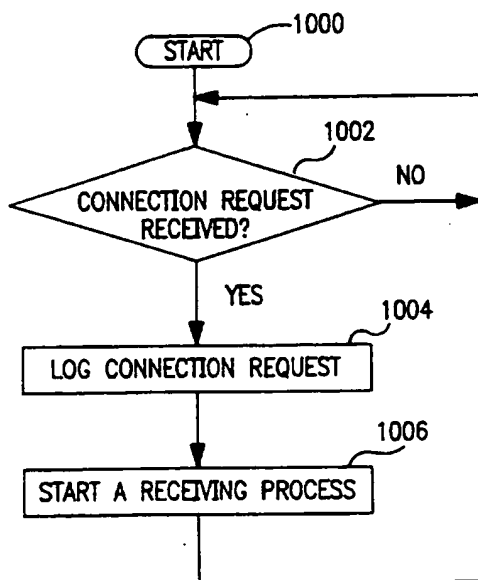 1000
START
1002
CONNECTION REQUEST
RECEIVED?
NO
YES
1004
LOG CONNECTION REQUEST
1006
START A RECEIVING PROCESS